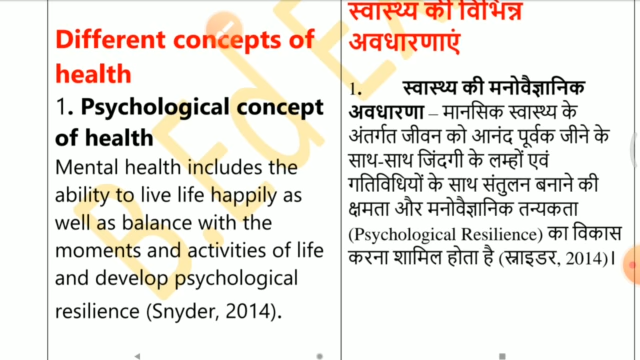 Different concepts of
health
1. Psychological concept
of health
Mental health includes the
ability to live life happily as
well as balance with the
moments and activities of life
and develop psychological
resilience (Snyder, 2014).
स्वास्थ्य की विभिन्न
अवधारणाएं
1. स्वास्थ्य की मनोवैज्ञानिक
अवधारणा – मानसिक स्वास्थ्य के
अंतर्गत जीवन को आनंद पूर्वक जीने के
साथ-साथ जिंदगी के लम्हों एवं
गतिविधियों के साथ संतुलन बनाने की
क्षमता और मनोवैज्ञानिक तन्यकता
(Psychological Resilience) का विकास
करना शामिल होता है (स्नाइडर, 2014)।
B.Ed